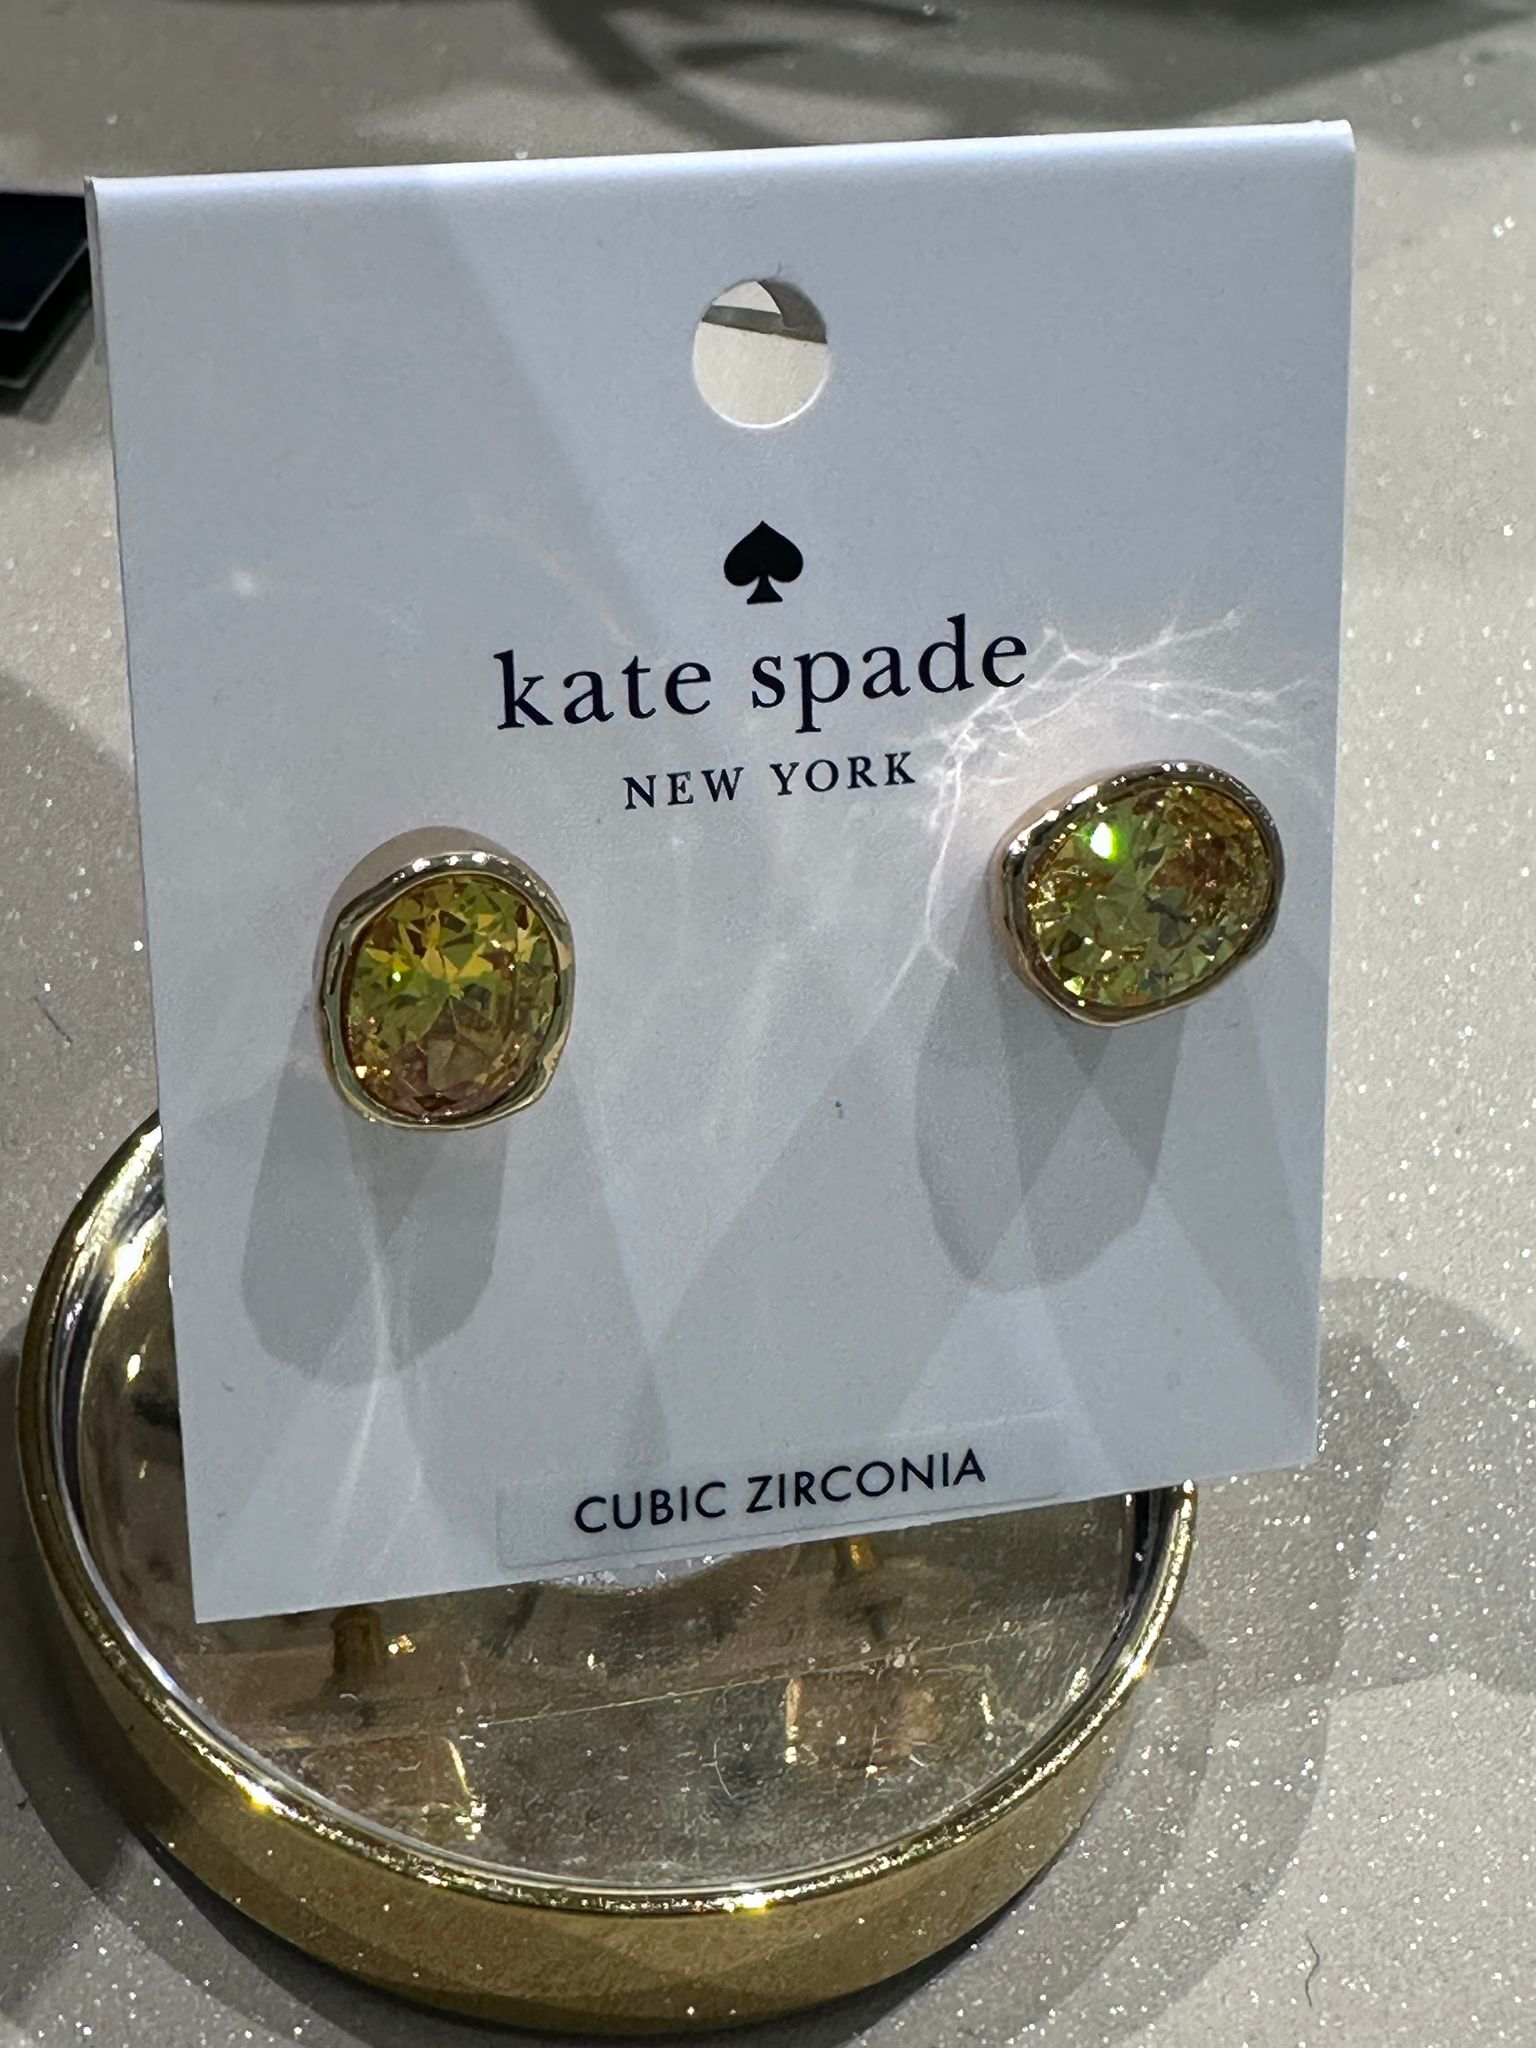 kate spade
NEW YORK
CUBIC ZIRCONIA